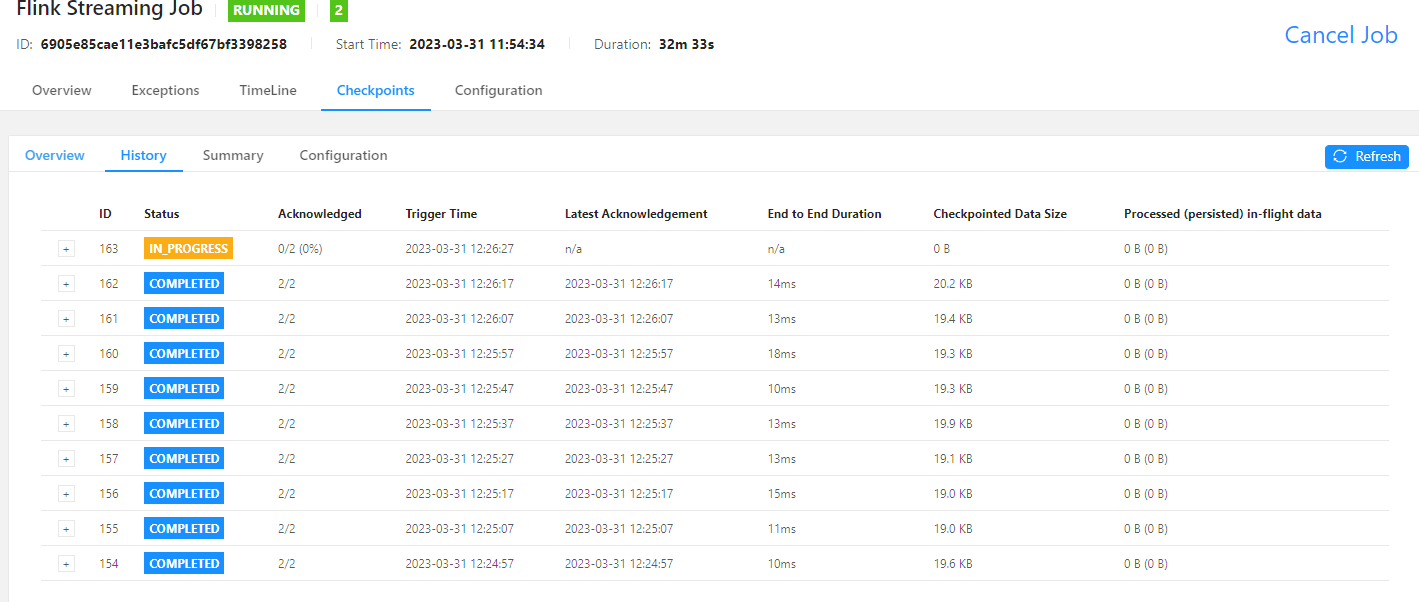 Flink Streaming Job RUNNING 2
ID: 6905e85cae11e3bafc5df67bf3398258 Start Time: 2023-03-31 11:54:34 Duration: 32m 33s Cancel Job
Overview Exceptions TimeLine Checkpoints Configuration
Overview History Summary Configuration Refresh
ID Status Acknowledged Trigger Time Latest Acknowledgement End to End Duration Checkpointed Data Size Processed (persisted) in-flight data
+ 163 IN_PROGRESS 0/2 (0%) 2023-03-31 12:26:27 n/a n/a 0 B 0 B (0 B)
+ 162 COMPLETED 2/2 2023-03-31 12:26:17 2023-03-31 12:26:17 14ms 20.2 KB 0 B (0 B)
+ 161 COMPLETED 2/2 2023-03-31 12:26:07 2023-03-31 12:26:07 13ms 19.4 KB 0 B (0 B)
+ 160 COMPLETED 2/2 2023-03-31 12:25:57 2023-03-31 12:25:57 18ms 19.3 KB 0 B (0 B)
+ 159 COMPLETED 2/2 2023-03-31 12:25:47 2023-03-31 12:25:47 10ms 19.3 KB 0 B (0 B)
+ 158 COMPLETED 2/2 2023-03-31 12:25:37 2023-03-31 12:25:37 13ms 19.9 KB 0 B (0 B)
+ 157 COMPLETED 2/2 2023-03-31 12:25:27 2023-03-31 12:25:27 13ms 19.1 KB 0 B (0 B)
+ 156 COMPLETED 2/2 2023-03-31 12:25:17 2023-03-31 12:25:17 15ms 19.0 KB 0 B (0 B)
+ 155 COMPLETED 2/2 2023-03-31 12:25:07 2023-03-31 12:25:07 11ms 19.0 KB 0 B (0 B)
+ 154 COMPLETED 2/2 2023-03-31 12:24:57 2023-03-31 12:24:57 10ms 19.6 KB 0 B (0 B)